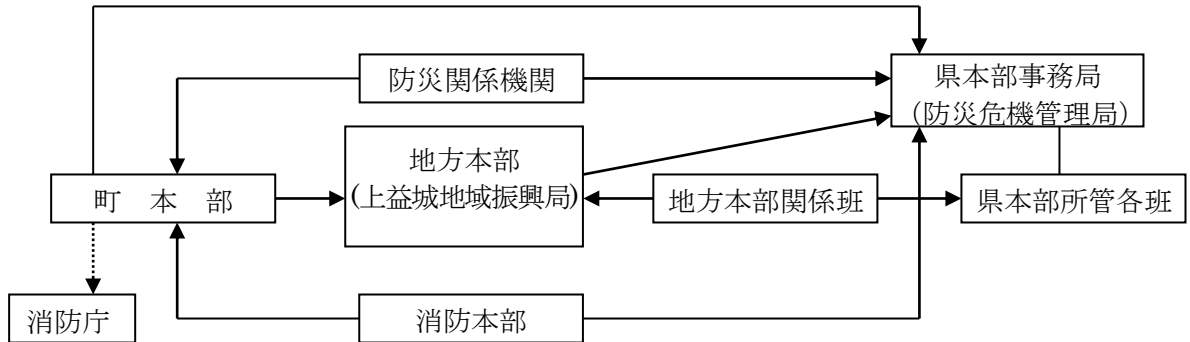 防災関係機関
県本部事務局
（防災危機管理局）
地方本部
(上益城地域振興局)
町　本　部
地方本部関係班
県本部所管各班
消防庁
消防本部